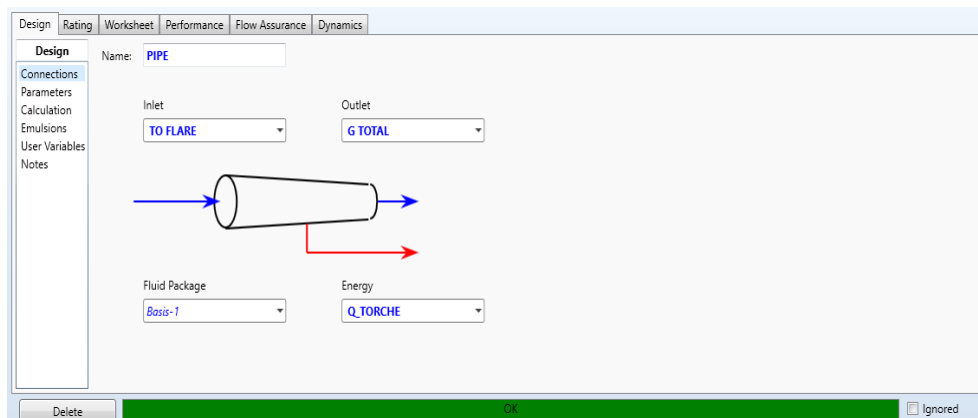 Design Rating Worksheet Performance Flow Assurance Dynamics
Design
Connections
Parameters
Calculation
Emulsions
User Variables
Notes
Name: PIPE
Inlet Outlet
TO FLARE G TOTAL
Fluid Package Energy
Basis-1 Q_TORCHE
Delete OK Ignored